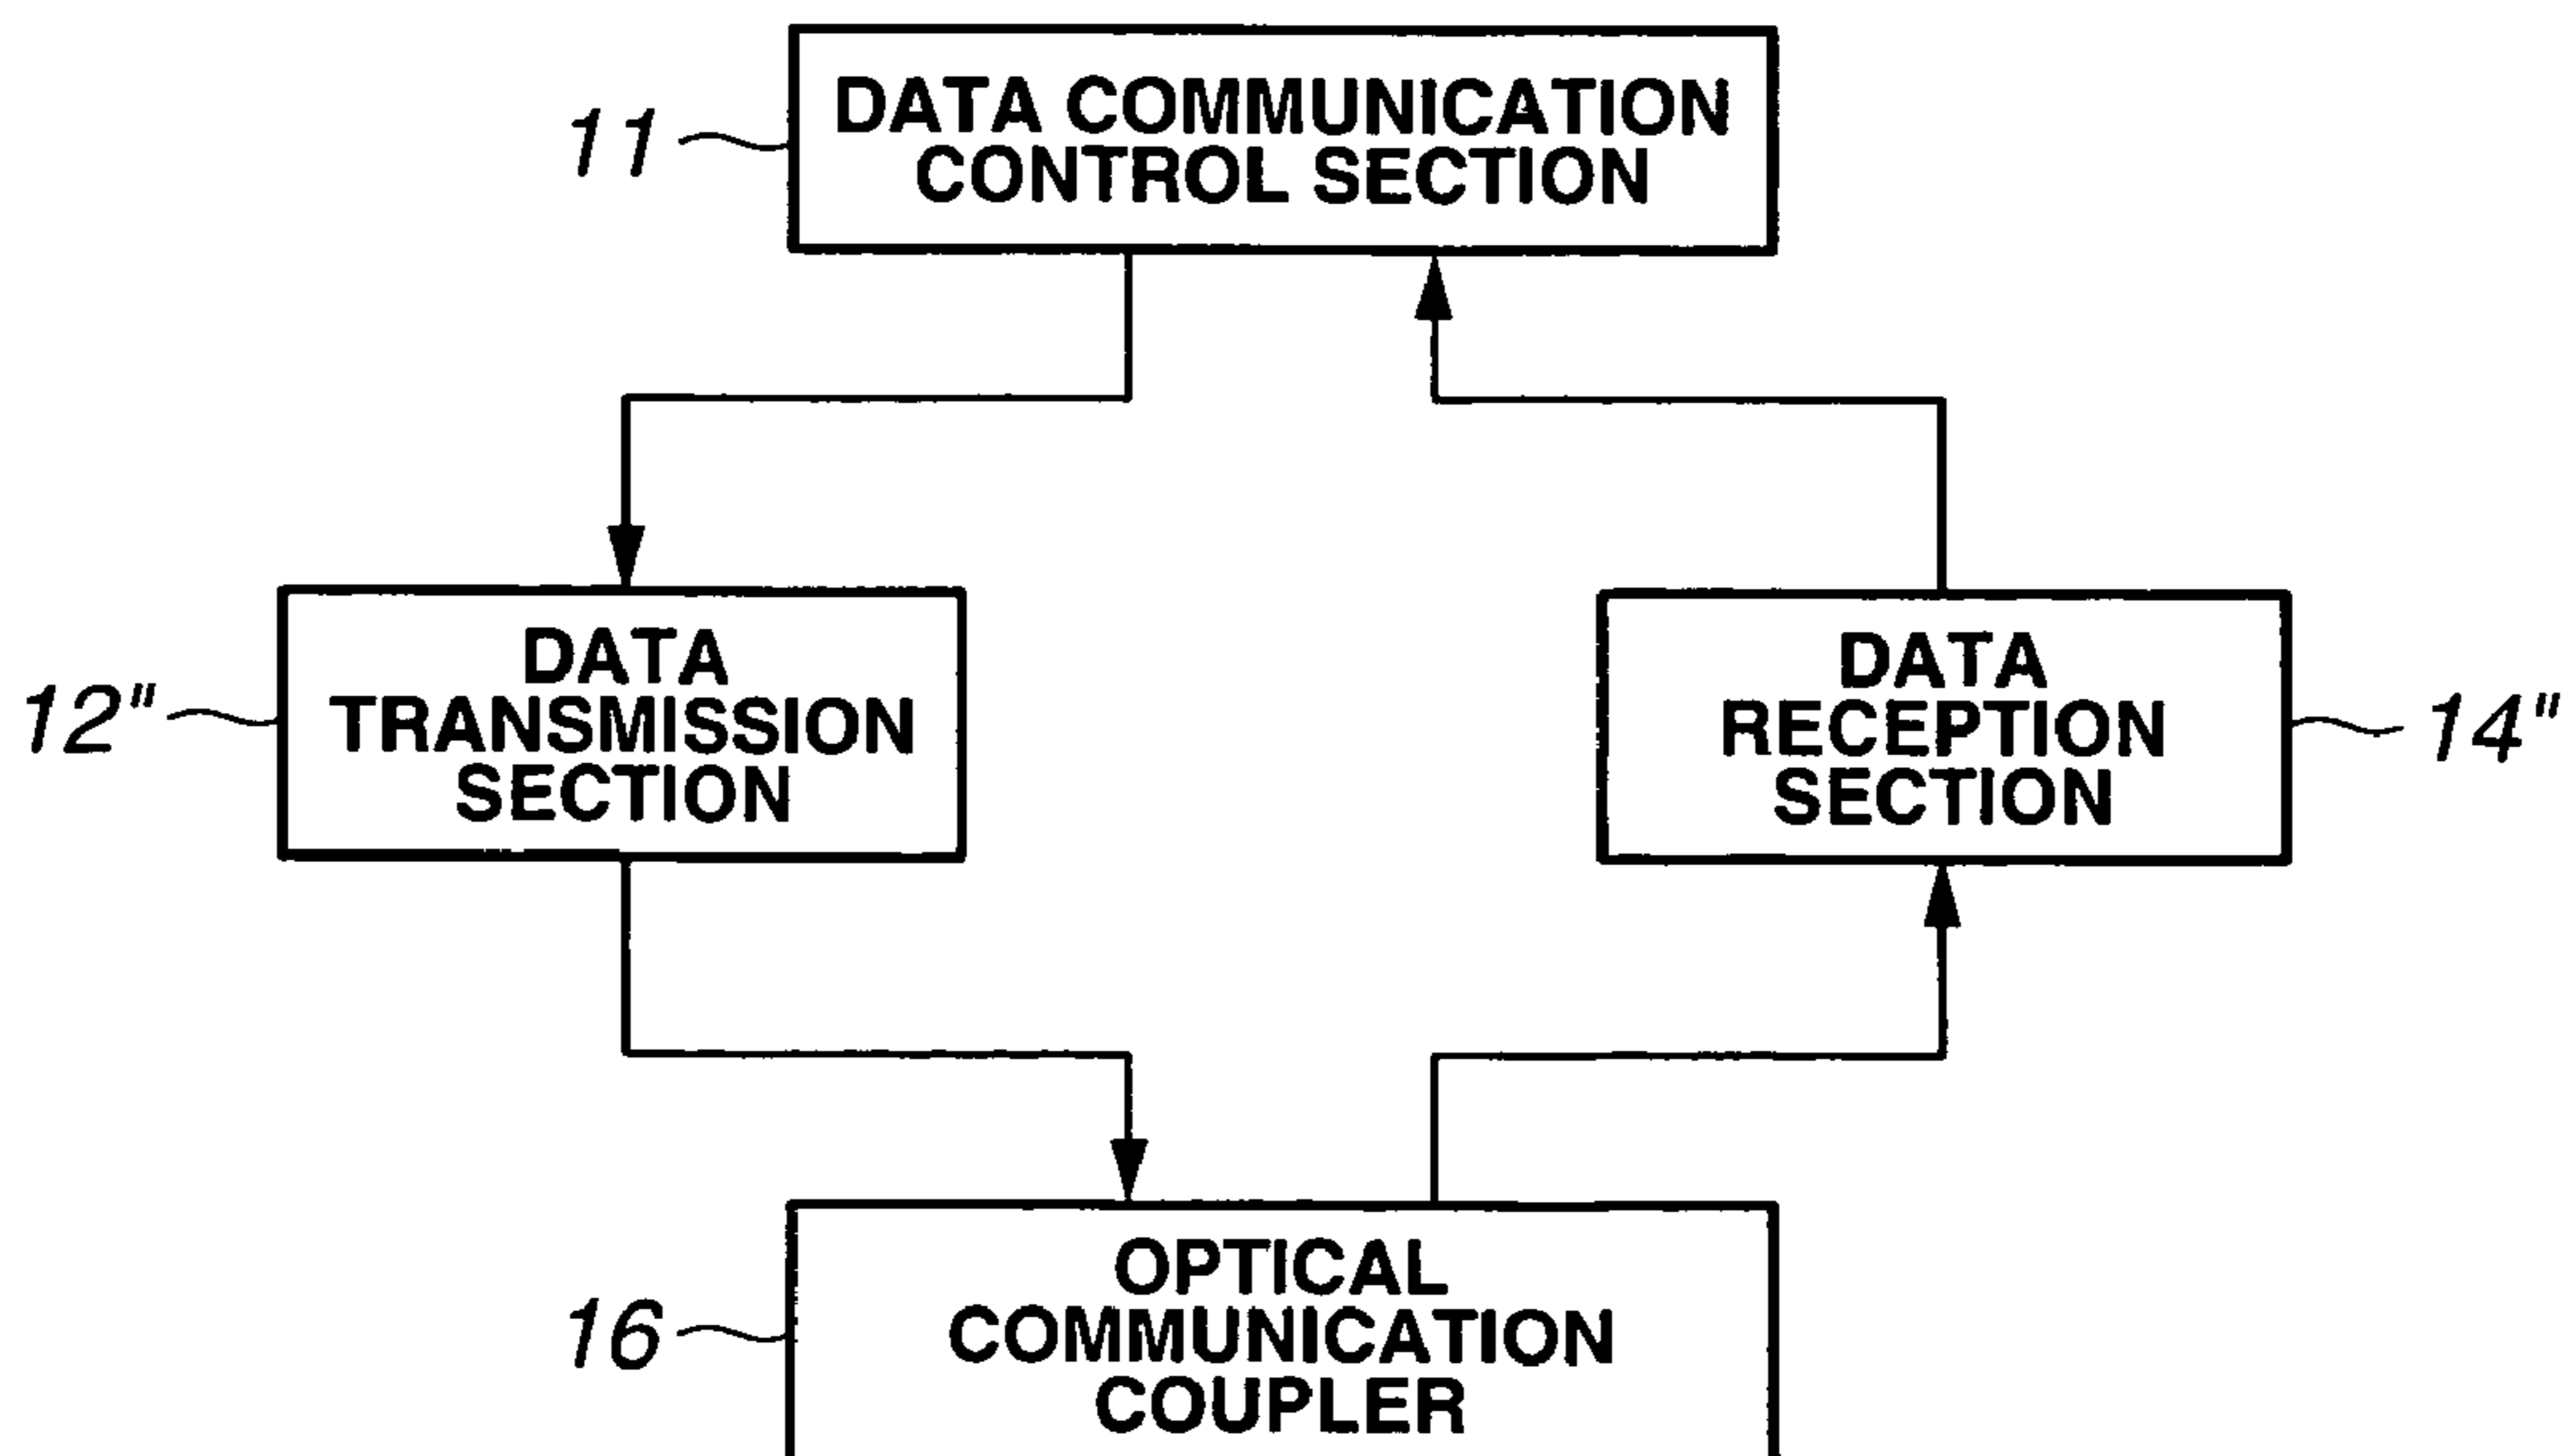 DATA COMMUNICATION
CONTROL SECTION
11
DATA
TRANSMISSION
SECTION
12"
DATA
RECEPTION
SECTION
14"
OPTICAL
COMMUNICATION
COUPLER
16